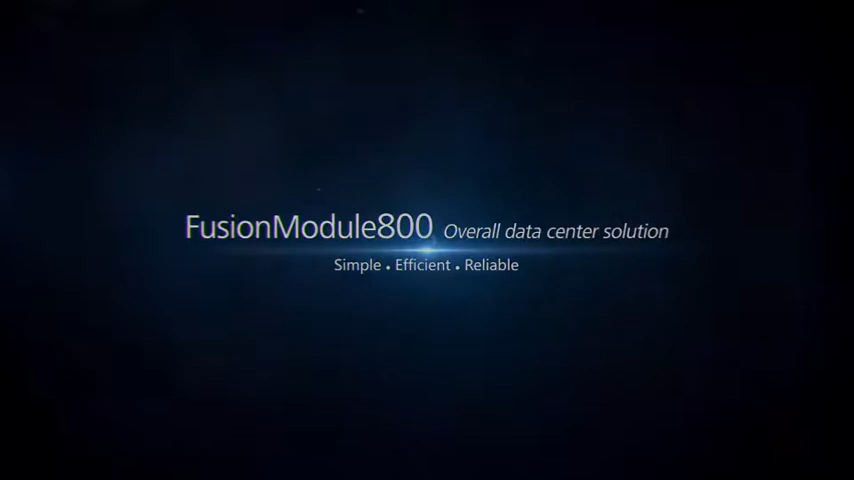 FusionModule800 Overall data center solution
Simple • Efficient • Reliable